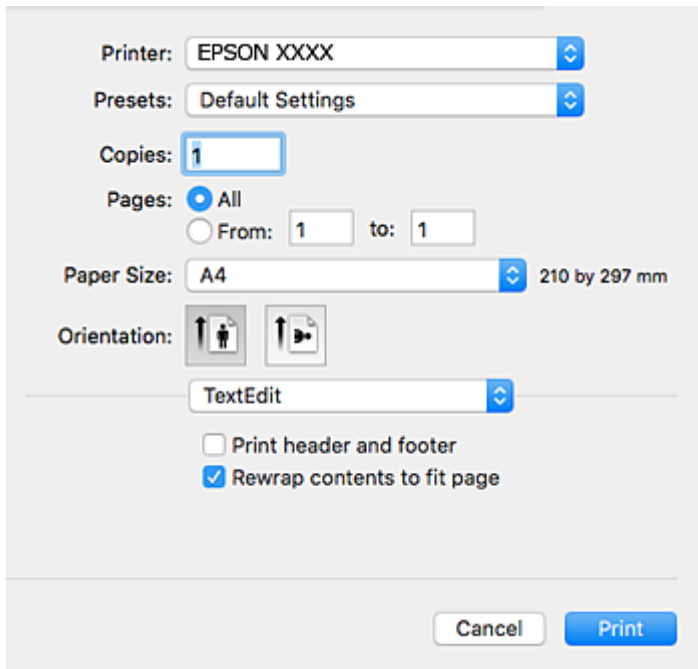 Printer: EPSON XXXX
Presets: Default Settings
Copies: 1
Pages: All
From: 1 to: 1
Paper Size: A4 210 by 297 mm
Orientation:
TextEdit
Print header and footer
Rewrap contents to fit page
Cancel Print